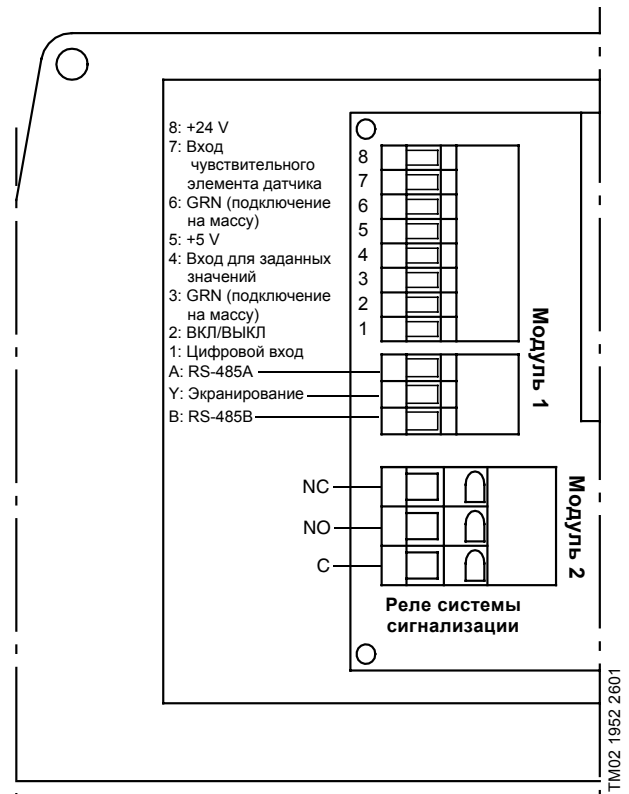 8: +24 V
7: Вход
чувствительного
элемента датчика
6: GRN (подключение
на массу)
5: +5 V
4: Вход для заданных
значений
3: GRN (подключение
на массу)
2: ВКЛ/ВЫКЛ
1: Цифровой вход
A: RS-485A
Y: Экранирование
B: RS-485B
8
7
6
5
4
3
2
1
Модуль 1
NC
NO
C
Модуль 2
Реле системы
сигнализации
TM02 1952 2601